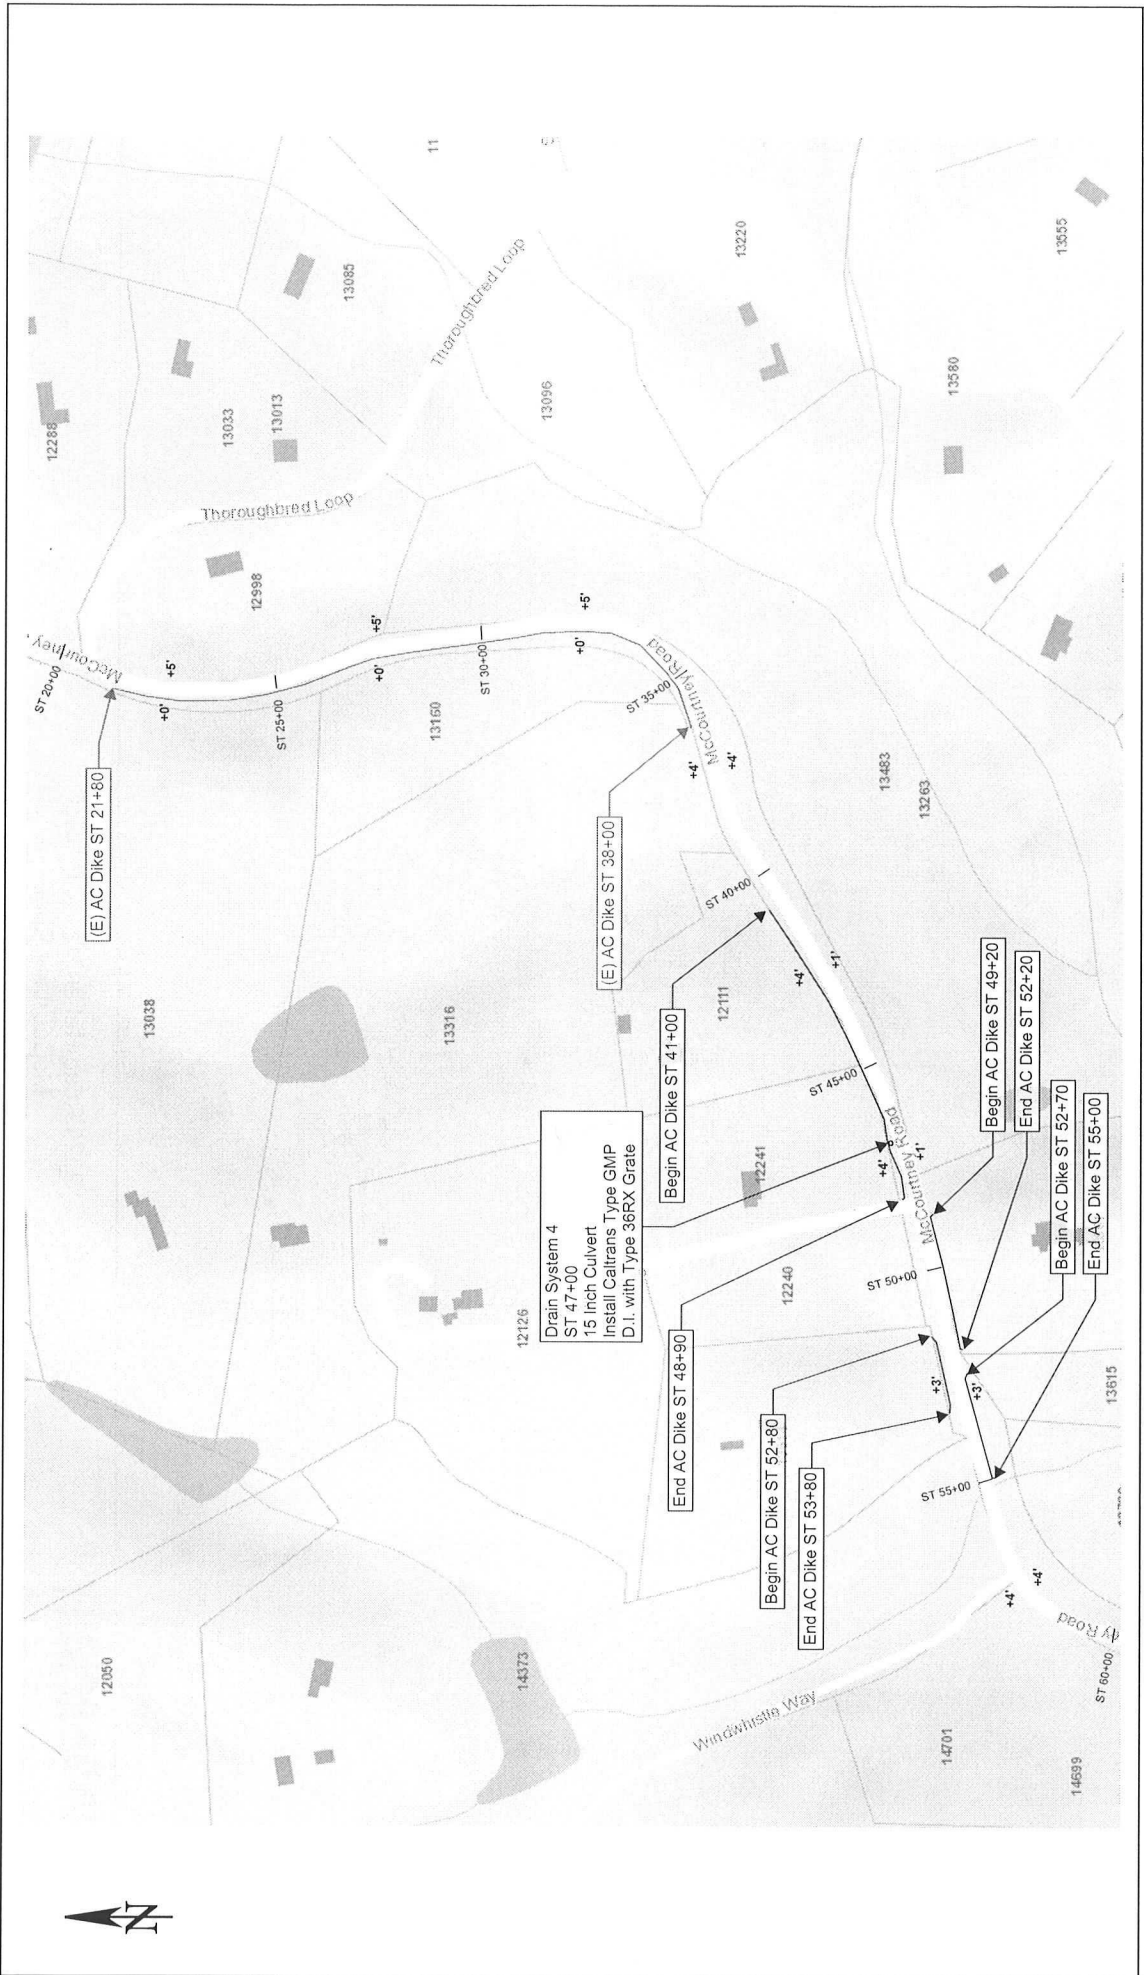 N
12050
14373
14701
14699
Windwhistle Way
ST 60+00
dy Road
+4'
+4'
12126
13038
13316
13160
12240
12241
12111
13615
13483
13263
12998
13033
13013
12288
13085
13096
13220
13580
13555
11
Thoroughbred Loop
Thoroughbred Loop
McCourney
ST 20+00
(E) AC Dike ST 21+80
+0'
+5'
ST 25+00
+0'
+5'
ST 30+00
+0'
+5'
ST 35+00
McCourtney Road
(E) AC Dike ST 38+00
+4'
+4'
ST 40+00
Begin AC Dike ST 41+00
+4'
+1'
ST 45+00
Drain System 4
ST 47+00
15 Inch Culvert
Install Caltrans Type GMP
D.I. with Type 36RX Grate
+4'
+1'
McCourtney Road
End AC Dike ST 48+90
Begin AC Dike ST 49+20
ST 50+00
End AC Dike ST 52+20
Begin AC Dike ST 52+70
Begin AC Dike ST 52+80
+3'
+3'
End AC Dike ST 53+80
End AC Dike ST 55+00
ST 55+00